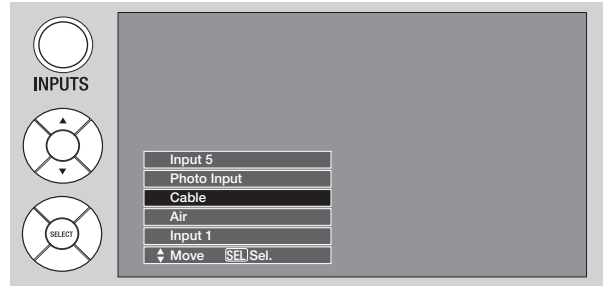 INPUTS
SELECT
Input 5
Photo Input
Cable
Air
Input 1
Move SEL Sel.